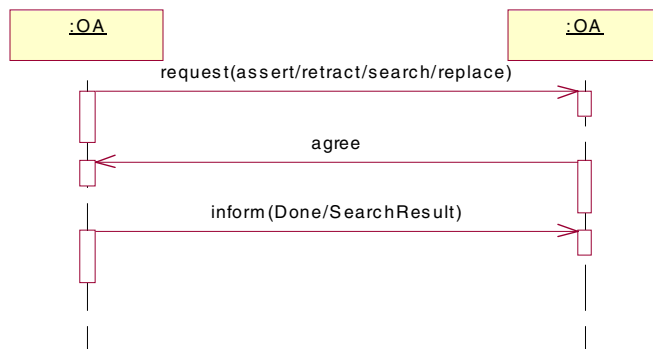 :OA
:OA
request(assert/retract/search/replace)
agree
inform(Done/SearchResult)